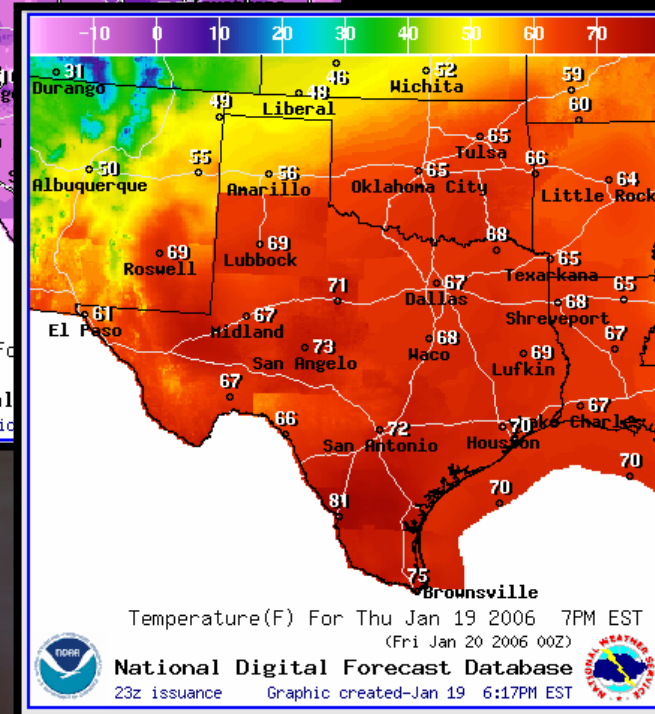 -10 0 10 20 30 40 50 60 70
31 Durango
46
48 Liberal
52 Wichita
59
60
49
50 Albuquerque
55
56 Amarillo
65 Oklahoma City
65 Tulsa
66
64 Little Rock
69 Roswell
69 Lubbock
68
65 Texarkana
71
67 Dallas
68 Shreveport
65
61 El Paso
67 Midland
73 San Angelo
68 Waco
69 Lufkin
67
67
66
72 San Antonio
70 Houston
67 Charles
70
70
81
75 Brownsville
Temperature(F) For Thu Jan 19 2006 7PM EST
(Fri Jan 20 2006 00Z)
NOAA
National Digital Forecast Database
23z issuance Graphic created-Jan 19 6:17PM EST
NATIONAL WEATHER SERVICE